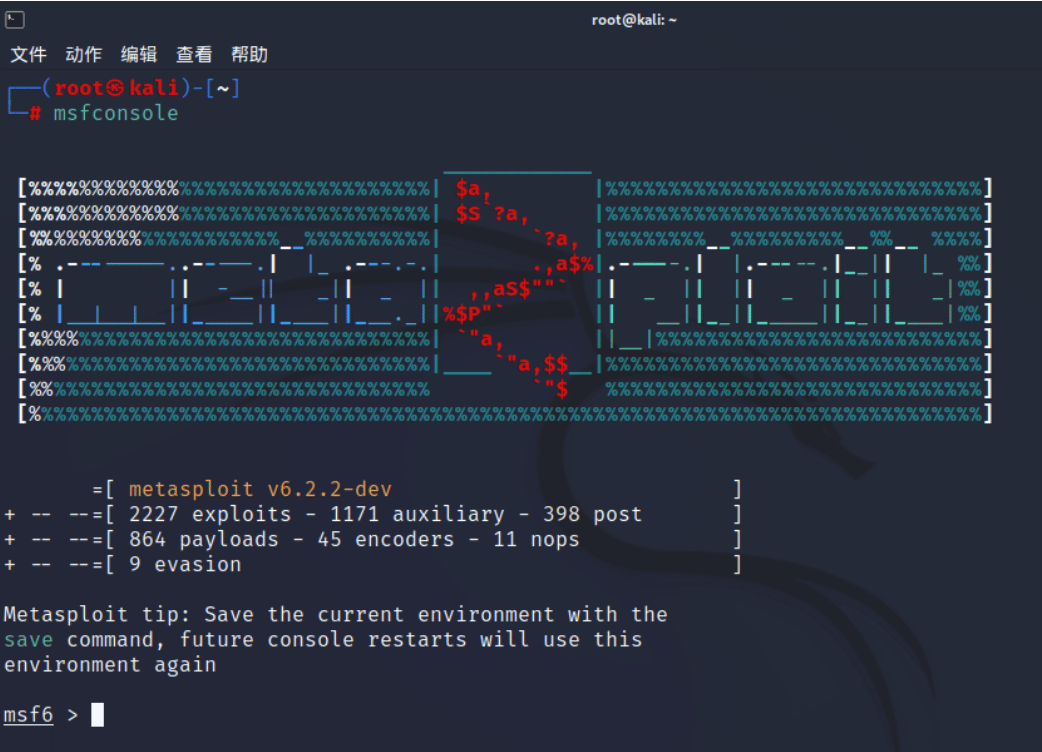 root@kali: ~
文件 动作 编辑 查看 帮助
┌──(root㉿kali)-[~]
└─# msfconsole
=[ metasploit v6.2.2-dev ]
+ -- --=[ 2227 exploits - 1171 auxiliary - 398 post ]
+ -- --=[ 864 payloads - 45 encoders - 11 nops ]
+ -- --=[ 9 evasion ]
Metasploit tip: Save the current environment with the
save command, future console restarts will use this
environment again
msf6 >